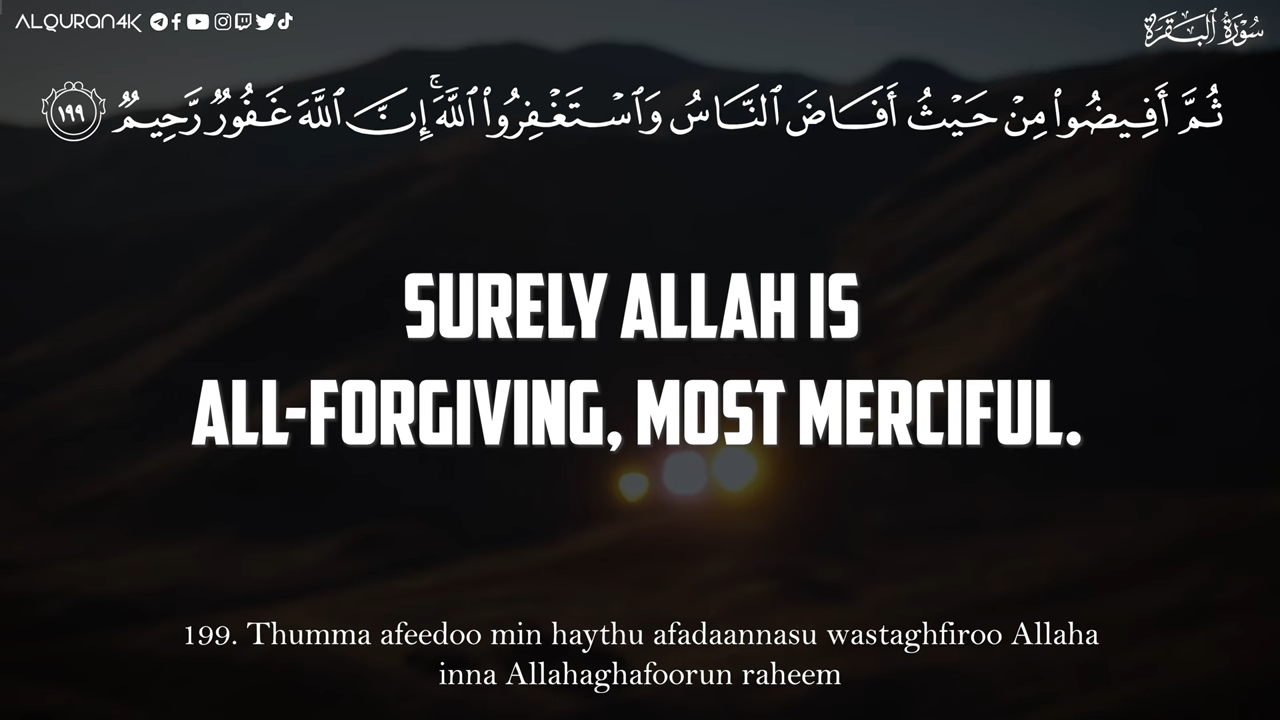 ALQURAN4K
سُورَةُ البَقَرَةِ
ثُمَّ أَفِيضُوا۟ مِنْ حَيْثُ أَفَاضَ ٱلنَّاسُ وَٱسْتَغْفِرُوا۟ ٱللَّهَ ۚ إِنَّ ٱللَّهَ غَفُورٌ رَّحِيمٌ ١٩٩
SURELY ALLAH IS
ALL-FORGIVING, MOST MERCIFUL.
199. Thumma afeedoo min haythu afadaannasu wastaghfiroo Allaha
inna Allahaghafoorun raheem